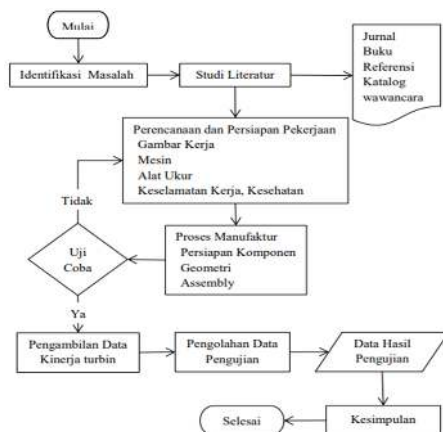 Mulai
Identifikasi Masalah
Studi Literatur
Jurnal
Buku
Referensi
Katalog
wawancara
Perencanaan dan Persiapan Pekerjaan
Gambar Kerja
Mesin
Alat Ukur
Keselamatan Kerja, Kesehatan
Tidak
Uji
Coba
Proses Manufaktur
Persiapan Komponen
Geometri
Assembly
Ya
Pengambilan Data
Kinerja turbin
Pengolahan Data
Pengujian
Data Hasil
Pengujian
Kesimpulan
Selesai